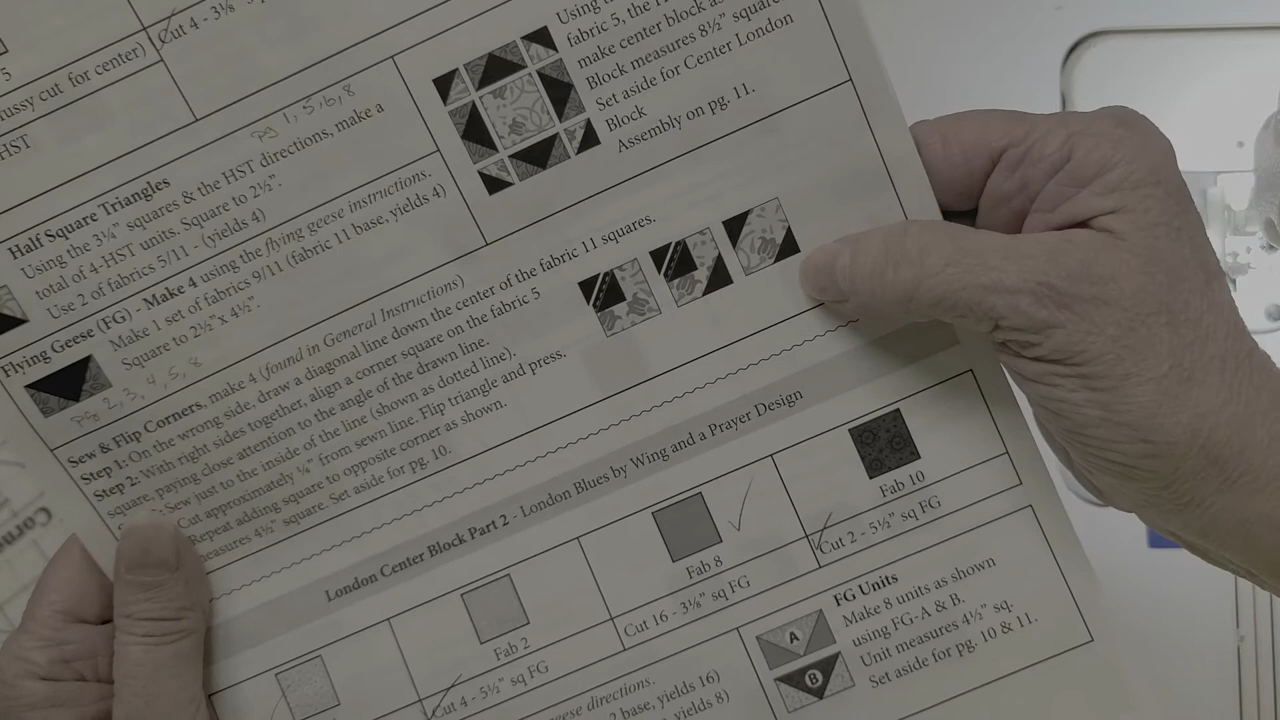 5
ussy cut for center)
Cut 4 - 3⅛"
HST
Using
fabric 5, the
make center block as
Block measures 8½" square
Set aside for Center London
Block
Assembly on pg. 11.
pg 1, 5, 6, 8
Half Square Triangles
Using the 3¼" squares & the HST directions, make a
total of 4-HST units. Square to 2½".
Use 2 of fabrics 5/11 - (yields 4)
Flying Geese (FG) - Make 4 using the flying geese instructions.
Make 1 set of fabrics 9/11 (fabric 11 base, yields 4)
Square to 2½"x 4½".
pg 2, 3, 4, 5, 8
Sew & Flip Corners, make 4 (found in General Instructions)
Step 1: On the wrong side, draw a diagonal line down the center of the fabric 11 squares.
Step 2: With right sides together, align a corner square on the fabric 5
square, paying close attention to the angle of the drawn line.
Sew just to the inside of the line (shown as dotted line).
Cut approximately ¼" from sewn line. Flip triangle and press.
Repeat adding square to opposite corner as shown.
measures 4½" square. Set aside for pg. 10.
London Center Block Part 2 - London Blues by Wing and a Prayer Design
Fab 2
Fab 8
Fab 10
Cut 4 - 5½" sq FG
Cut 16 - 3⅛" sq FG
Cut 2 - 5½" sq FG
geese directions.
2 base, yields 16)
yields 8)
A
B
FG Units
Make 8 units as shown
using FG-A & B.
Unit measures 4½" sq.
Set aside for pg. 10 & 11.